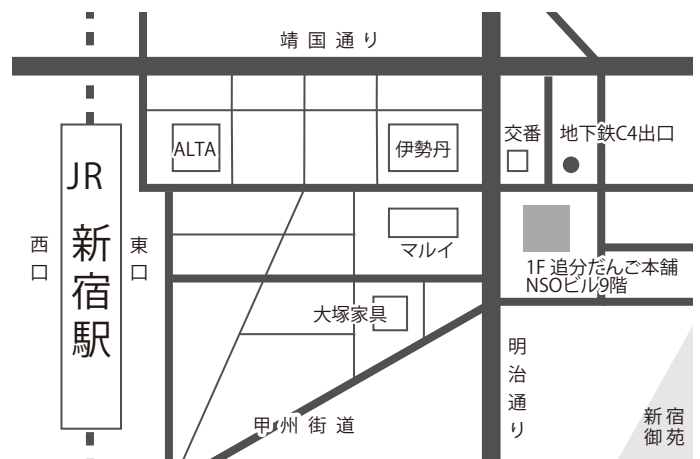 靖国通り
ALTA
伊勢丹
交番
地下鉄C4出口
JR
新宿駅
西口
東口
マルイ
1F 追分だんご本舗
NSOビル9階
大塚家具
明治通り
甲州街道
新宿
御苑